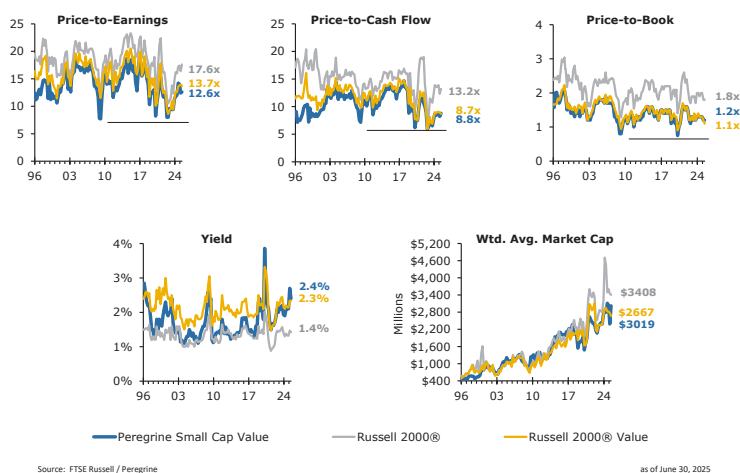 Price-to-Earnings
25
20
15
10
5
0
96 03 10 17 24
17.6x
13.7x
12.6x
Price-to-Cash Flow
25
20
15
10
5
0
96 03 10 17 24
13.2x
8.7x
8.8x
Price-to-Book
4
3
2
1
0
96 03 10 17 24
1.8x
1.2x
1.1x
Yield
4%
3%
2%
1%
0%
96 03 10 17 24
2.4%
2.3%
1.4%
Wtd. Avg. Market Cap
Millions
$5,200
$4,600
$4,000
$3,400
$2,800
$2,200
$1,600
$1,000
$400
96 03 10 17 24
$3408
$2667
$3019
Peregrine Small Cap Value Russell 2000® Russell 2000® Value
Source: FTSE Russell / Peregrine as of June 30, 2025